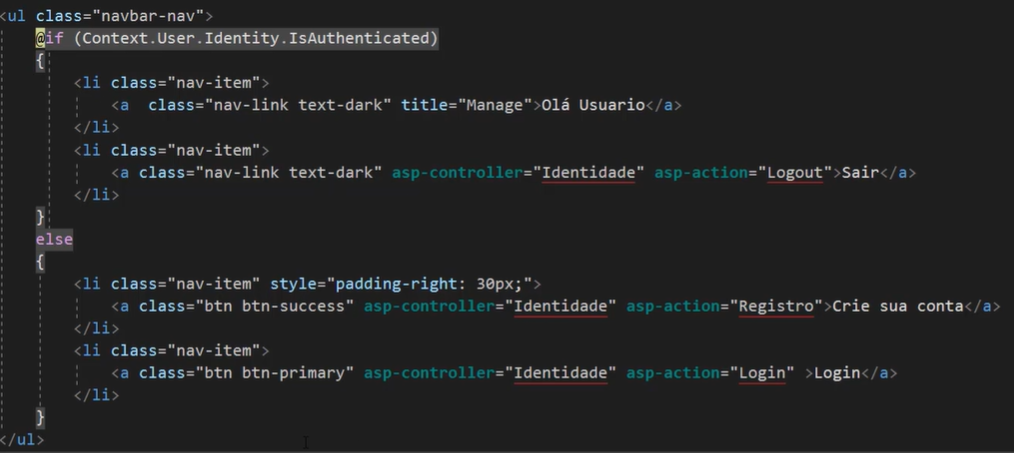 <ul class="navbar-nav">
@if (Context.User.Identity.IsAuthenticated)
{
<li class="nav-item">
<a  class="nav-link text-dark" title="Manage">Olá Usuario</a>
</li>
<li class="nav-item">
<a class="nav-link text-dark" asp-controller="Identidade" asp-action="Logout">Sair</a>
</li>
}
else
{
<li class="nav-item" style="padding-right: 30px;">
<a class="btn btn-success" asp-controller="Identidade" asp-action="Registro">Crie sua conta</a>
</li>
<li class="nav-item">
<a class="btn btn-primary" asp-controller="Identidade" asp-action="Login" >Login</a>
</li>
}
</ul>